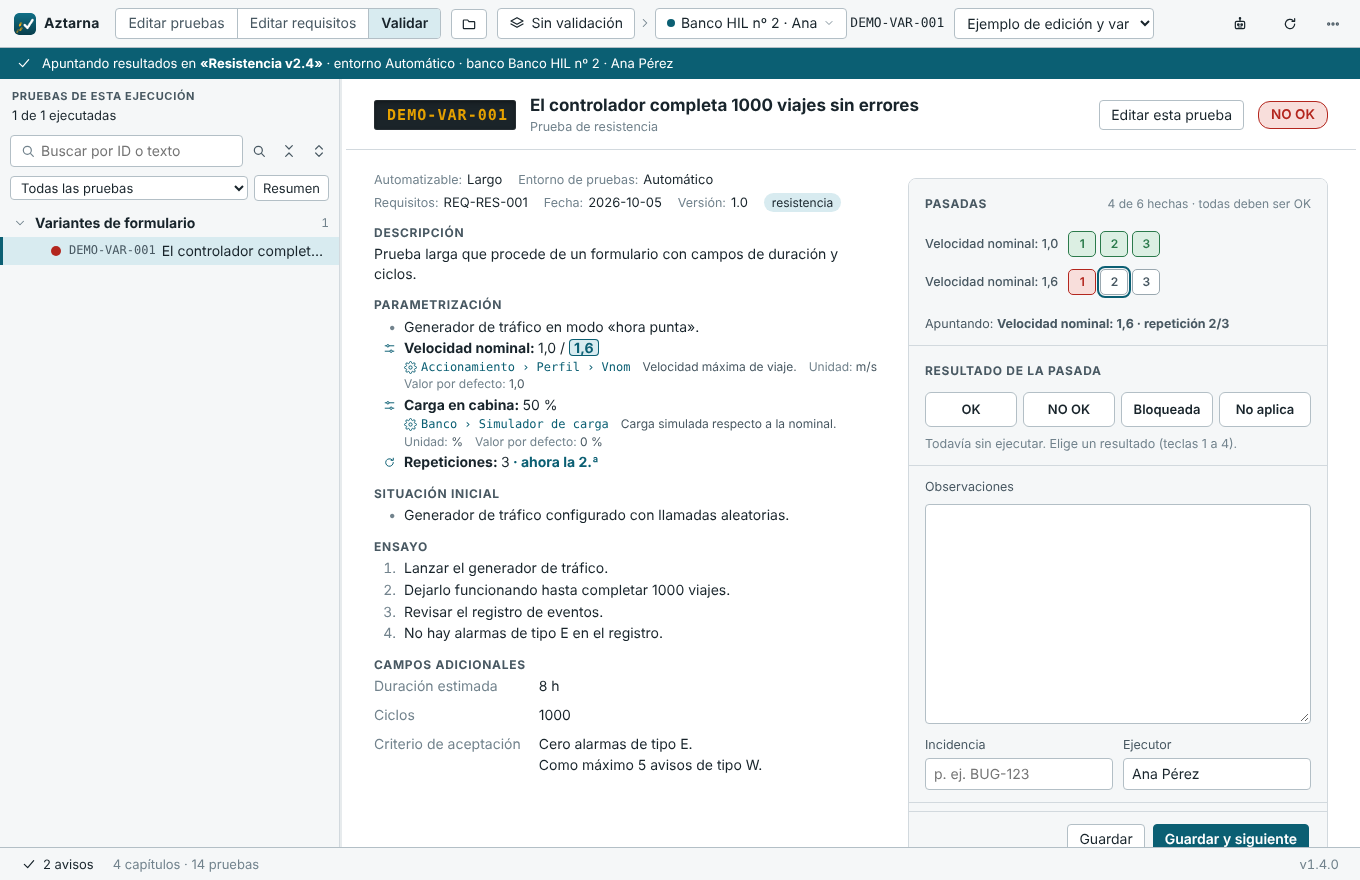 Aztarna
Editar pruebas
Editar requisitos
Validar
Sin validación
Banco HIL nº 2 · Ana
DEMO-VAR-001
Ejemplo de edición y var
Apuntando resultados en «Resistencia v2.4» · entorno Automático · banco Banco HIL nº 2 · Ana Pérez
PRUEBAS DE ESTA EJECUCIÓN
1 de 1 ejecutadas
Buscar por ID o texto
Todas las pruebas
Resumen
Variantes de formulario 1
DEMO-VAR-001 El controlador complet...
DEMO-VAR-001
El controlador completa 1000 viajes sin errores
Prueba de resistencia
Editar esta prueba
NO OK
Automatizable: Largo Entorno de pruebas: Automático
Requisitos: REQ-RES-001 Fecha: 2026-10-05 Versión: 1.0 resistencia
DESCRIPCIÓN
Prueba larga que procede de un formulario con campos de duración y
ciclos.
PARAMETRIZACIÓN
• Generador de tráfico en modo «hora punta».
Velocidad nominal: 1,0 / 1,6
Accionamiento › Perfil › Vnom Velocidad máxima de viaje. Unidad: m/s
Valor por defecto: 1,0
Carga en cabina: 50 %
Banco › Simulador de carga Carga simulada respecto a la nominal.
Unidad: % Valor por defecto: 0 %
Repeticiones: 3 · ahora la 2.ª
SITUACIÓN INICIAL
• Generador de tráfico configurado con llamadas aleatorias.
ENSAYO
1. Lanzar el generador de tráfico.
2. Dejarlo funcionando hasta completar 1000 viajes.
3. Revisar el registro de eventos.
4. No hay alarmas de tipo E en el registro.
CAMPOS ADICIONALES
Duración estimada 8 h
Ciclos 1000
Criterio de aceptación Cero alarmas de tipo E.
Como máximo 5 avisos de tipo W.
PASADAS 4 de 6 hechas · todas deben ser OK
Velocidad nominal: 1,0 1 2 3
Velocidad nominal: 1,6 1 2 3
Apuntando: Velocidad nominal: 1,6 · repetición 2/3
RESULTADO DE LA PASADA
OK
NO OK
Bloqueada
No aplica
Todavía sin ejecutar. Elige un resultado (teclas 1 a 4).
Observaciones
Incidencia Ejecutor
p. ej. BUG-123 Ana Pérez
Guardar
Guardar y siguiente
2 avisos 4 capítulos · 14 pruebas
v1.4.0